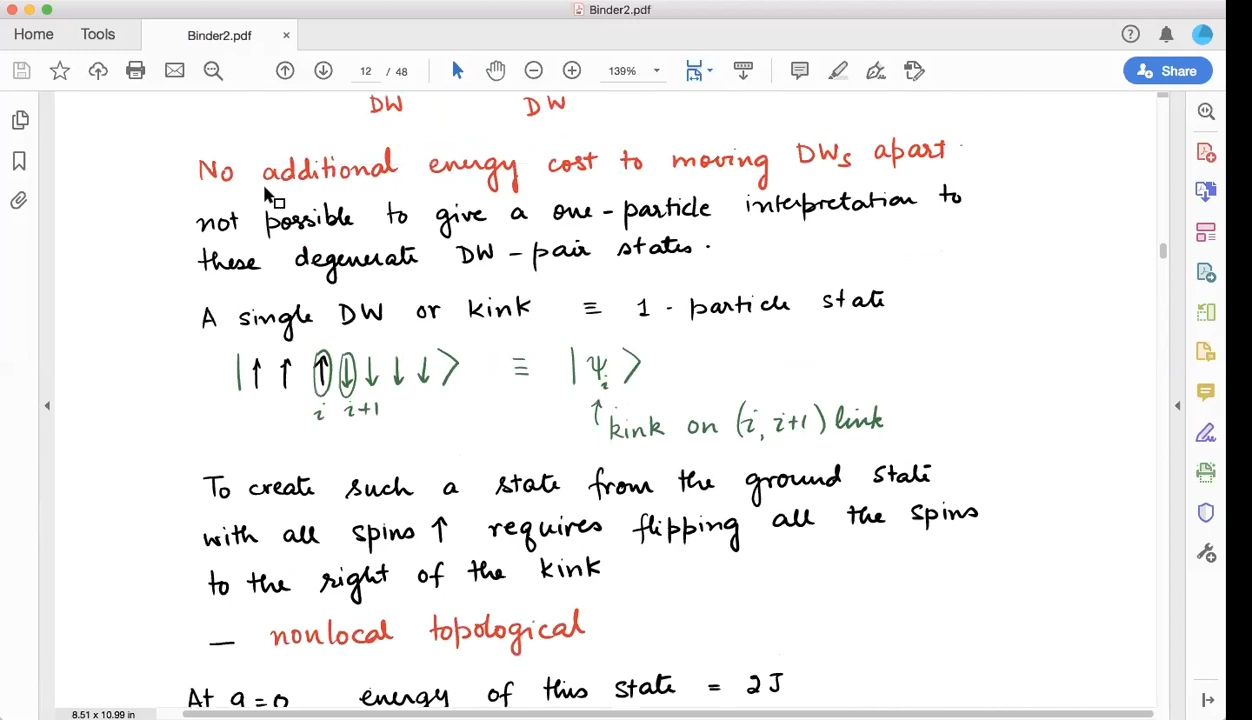 Binder2.pdf
Home Tools Binder2.pdf ×
12 / 48 139% Share
DW DW
No additional energy cost to moving DWs apart
not possible to give a one-particle interpretation to
these degenerate DW-pair states.
A single DW or kink ≡ 1-particle state
|↑ ↑ ↑ ↓ ↓ ↓ ↓⟩ ≡ |ψi⟩
i i+1
↑ kink on (i, i+1) link
To create such a state from the ground state
with all spins ↑ requires flipping all the spins
to the right of the kink
— nonlocal topological
At g=0 energy of this state = 2J
8.51 x 10.99 in